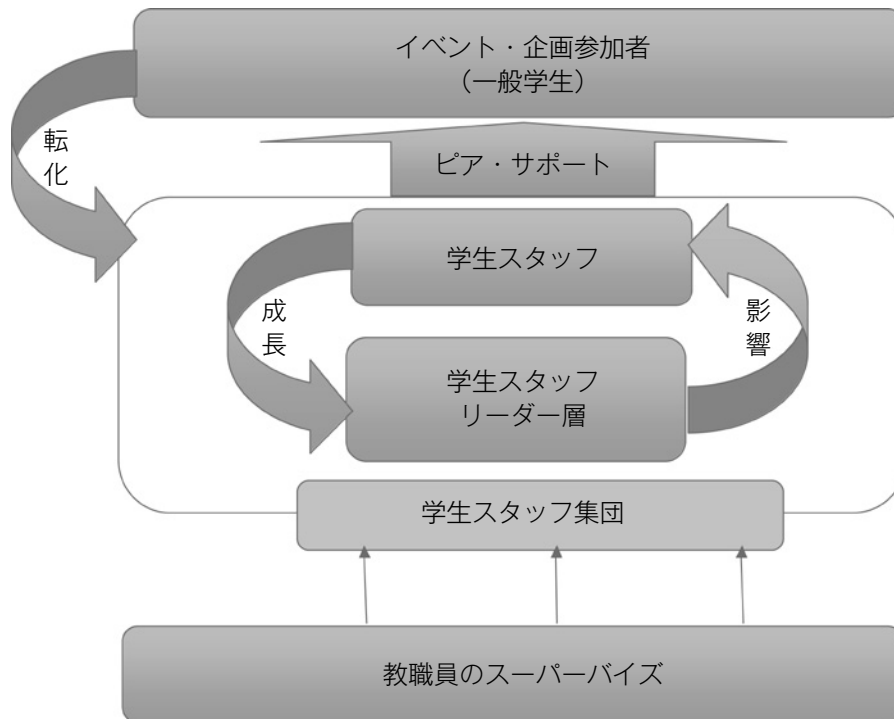 イベント・企画参加者
（一般学生）
転化
ピア・サポート
学生スタッフ
成長
影響
学生スタッフ
リーダー層
学生スタッフ集団
教職員のスーパーバイズ